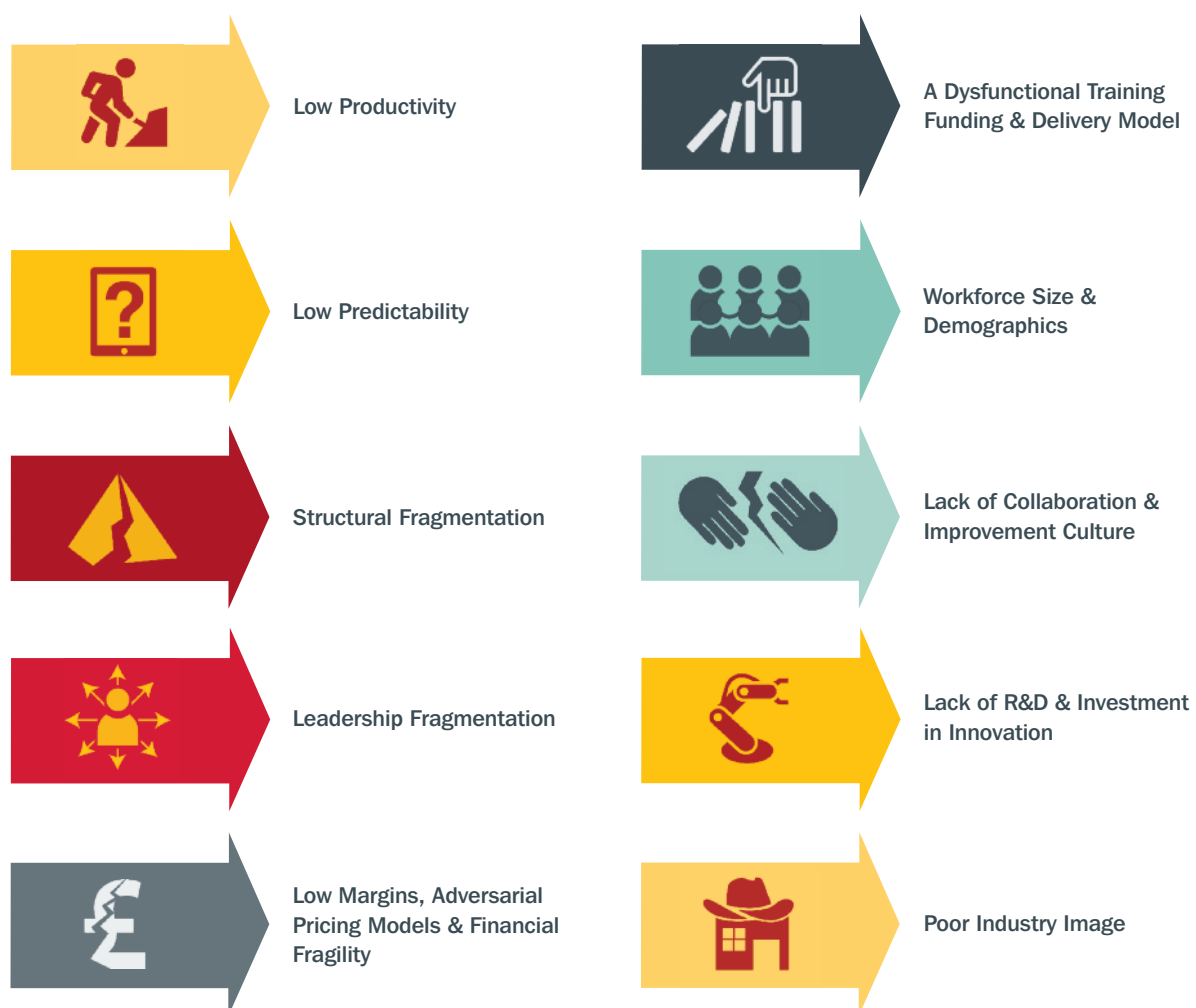 Low Productivity
Low Predictability
Structural Fragmentation
Leadership Fragmentation
Low Margins, Adversarial
Pricing Models & Financial
Fragility
A Dysfunctional Training
Funding & Delivery Model
Workforce Size &
Demographics
Lack of Collaboration &
Improvement Culture
Lack of R&D & Investment
in Innovation
Poor Industry Image